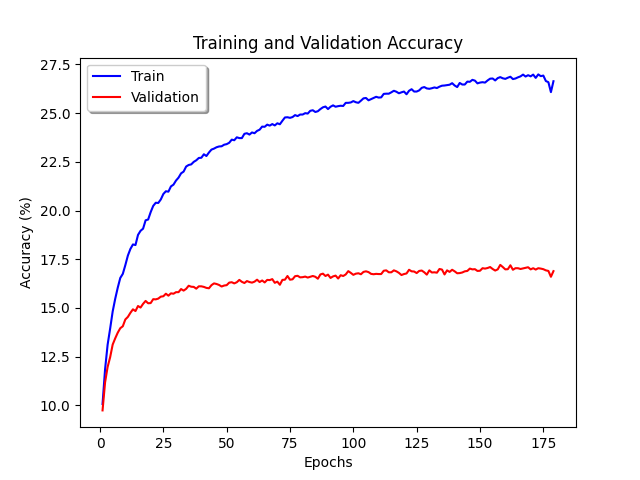 Training and Validation Accuracy
Train
Validation
27.5
25.0
22.5
20.0
17.5
15.0
12.5
10.0
Accuracy (%)
0 25 50 75 100 125 150 175
Epochs